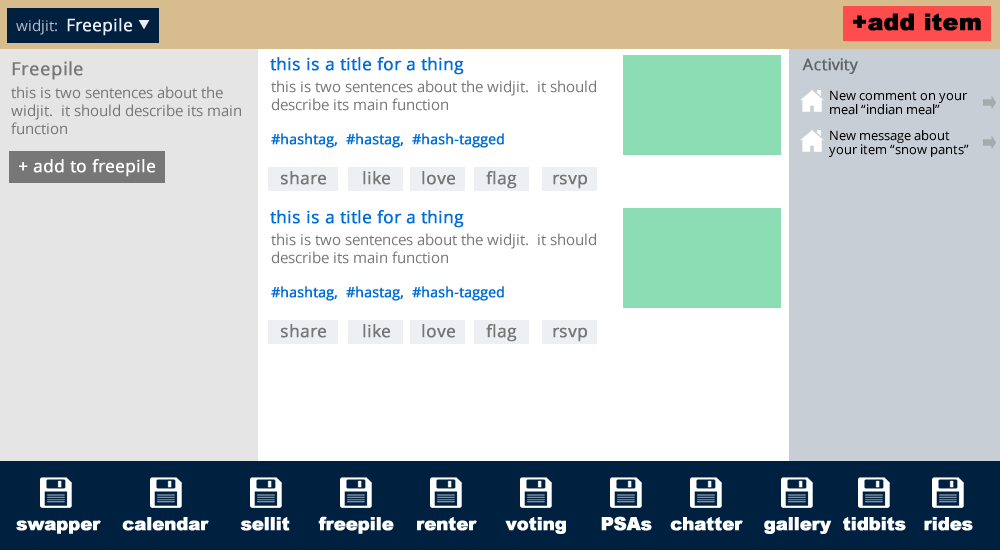 widjit: Freepile
+add item
Freepile
this is two sentences about the
widjit. it should describe its main
function
+ add to freepile
this is a title for a thing
this is two sentences about the widjit. it should
describe its main function
#hashtag, #hastag, #hash-tagged
share like love flag rsvp
this is a title for a thing
this is two sentences about the widjit. it should
describe its main function
#hashtag, #hastag, #hash-tagged
share like love flag rsvp
Activity
New comment on your
meal “indian meal”
New message about
your item “snow pants”
swapper calendar sellit freepile renter voting PSAs chatter gallery tidbits rides